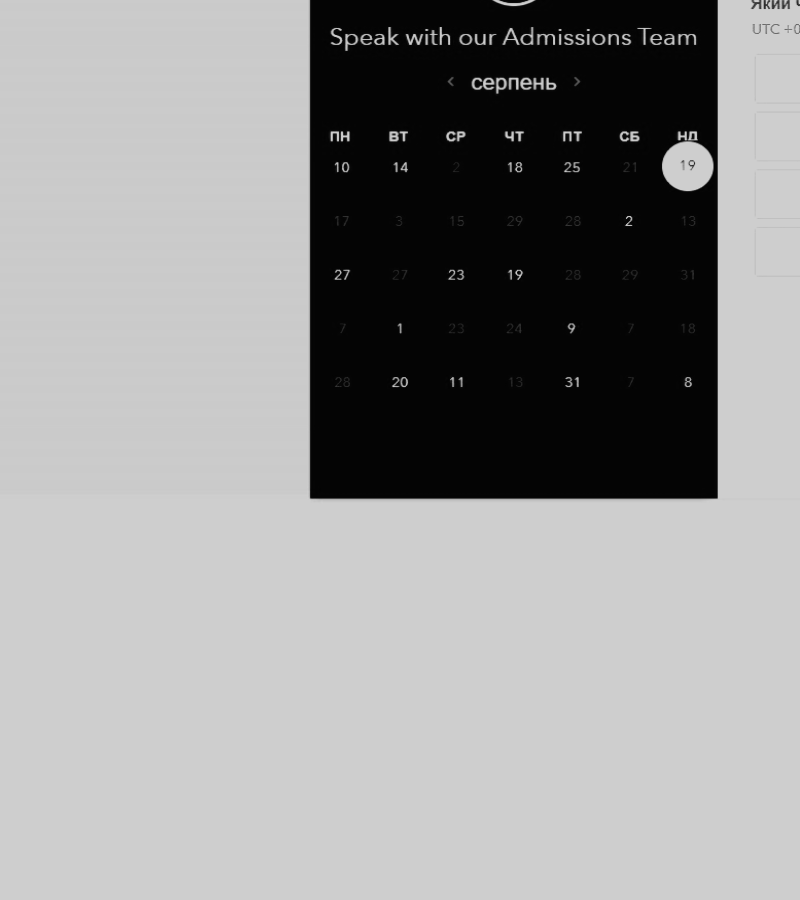 Який
UTC +0
Speak with our Admissions Team
‹ серпень ›
ПН ВТ СР ЧТ ПТ СБ НД
10 14 2 18 25 21 19
17 3 15 29 28 2 13
27 27 23 19 28 29 31
7 1 23 24 9 7 18
28 20 11 13 31 7 8